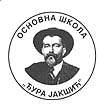 ОСНОВНА ШКОЛА
„ЂУРА ЈАКШИЋ”